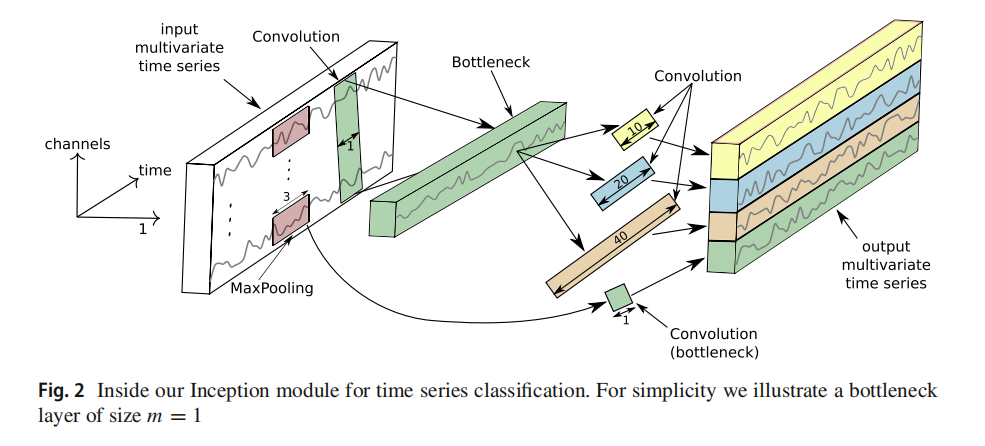 input
multivariate
time series
Convolution
Bottleneck
Convolution
channels
time
1
1
3
MaxPooling
10
20
40
1
Convolution
(bottleneck)
output
multivariate
time series
Fig. 2 Inside our Inception module for time series classification. For simplicity we illustrate a bottleneck
layer of size m = 1